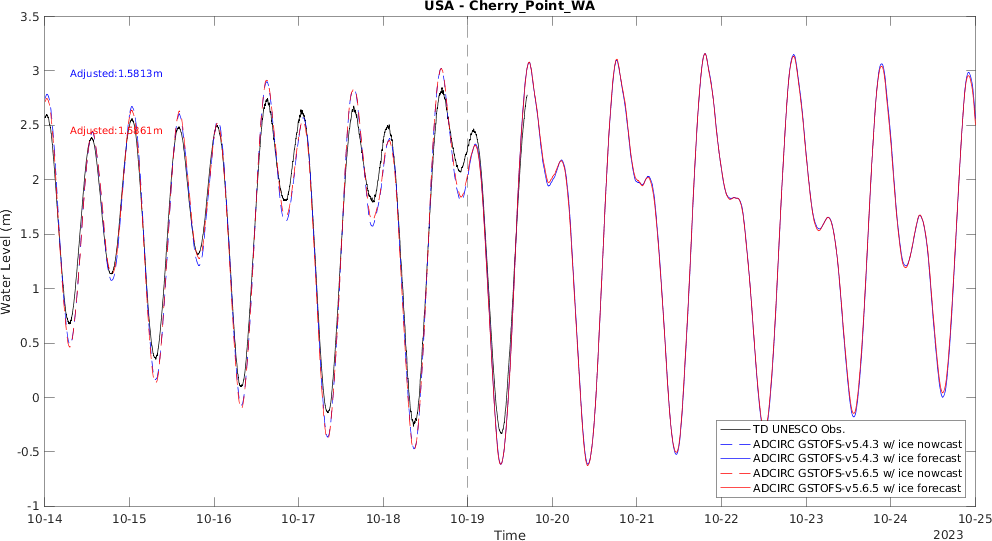 USA - Cherry_Point_WA
3.5
3
2.5
2
1.5
1
0.5
0
-0.5
-1
Water Level (m)
Adjusted:1.5813m
Adjusted:1.5861m
TD UNESCO Obs.
ADCIRC GSTOFS-v5.4.3 w/ ice nowcast
ADCIRC GSTOFS-v5.4.3 w/ ice forecast
ADCIRC GSTOFS-v5.6.5 w/ ice nowcast
ADCIRC GSTOFS-v5.6.5 w/ ice forecast
10-14 10-15 10-16 10-17 10-18 10-19 10-20 10-21 10-22 10-23 10-24 10-25
Time
2023